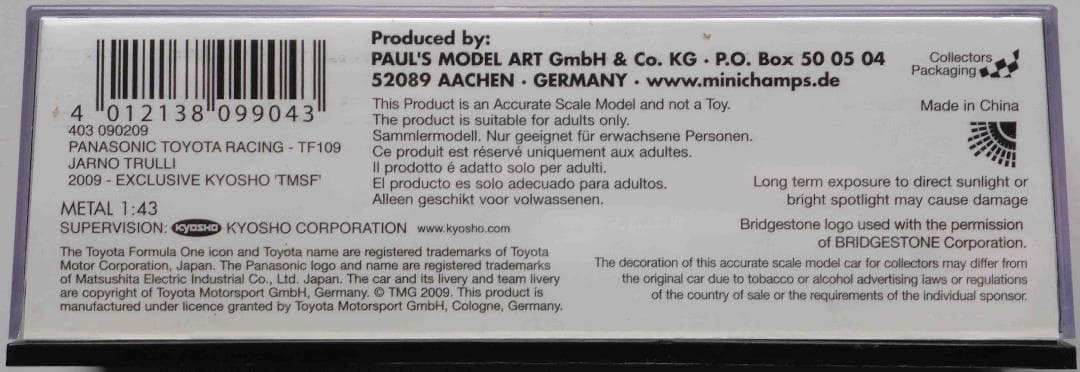 4 012138 099043
403 090209
PANASONIC TOYOTA RACING - TF109
JARNO TRULLI
2009 - EXCLUSIVE KYOSHO 'TMSF'
METAL 1:43
SUPERVISION: KYOSHO KYOSHO CORPORATION www.kyosho.com
The Toyota Formula One icon and Toyota name are registered trademarks of Toyota
Motor Corporation, Japan. The Panasonic logo and name are registered trademarks
of Matsushita Electric Industrial Co., Ltd. Japan. The car and its livery and team livery
are copyright of Toyota Motorsport GmbH, Germany. © TMG 2009. This product is
manufactured under licence granted by Toyota Motorsport GmbH, Cologne, Germany.
Produced by:
PAUL'S MODEL ART GmbH & Co. KG · P.O. Box 50 05 04
52089 AACHEN · GERMANY · www.minichamps.de
This Product is an Accurate Scale Model and not a Toy.
The product is suitable for adults only.
Sammlermodell. Nur geeignet für erwachsene Personen.
Ce produit est réservé uniquement aux adultes.
Il prodotto é adatto solo per adulti.
El producto es solo adecuado para adultos.
Alleen geschikt voor volwassenen.
Collectors
Packaging
Made in China
Long term exposure to direct sunlight or
bright spotlight may cause damage
Bridgestone logo used with the permission
of BRIDGESTONE Corporation.
The decoration of this accurate scale model car for collectors may differ from
the original car due to tobacco or alcohol advertising laws or regulations
of the country of sale or the requirements of the individual sponsor.